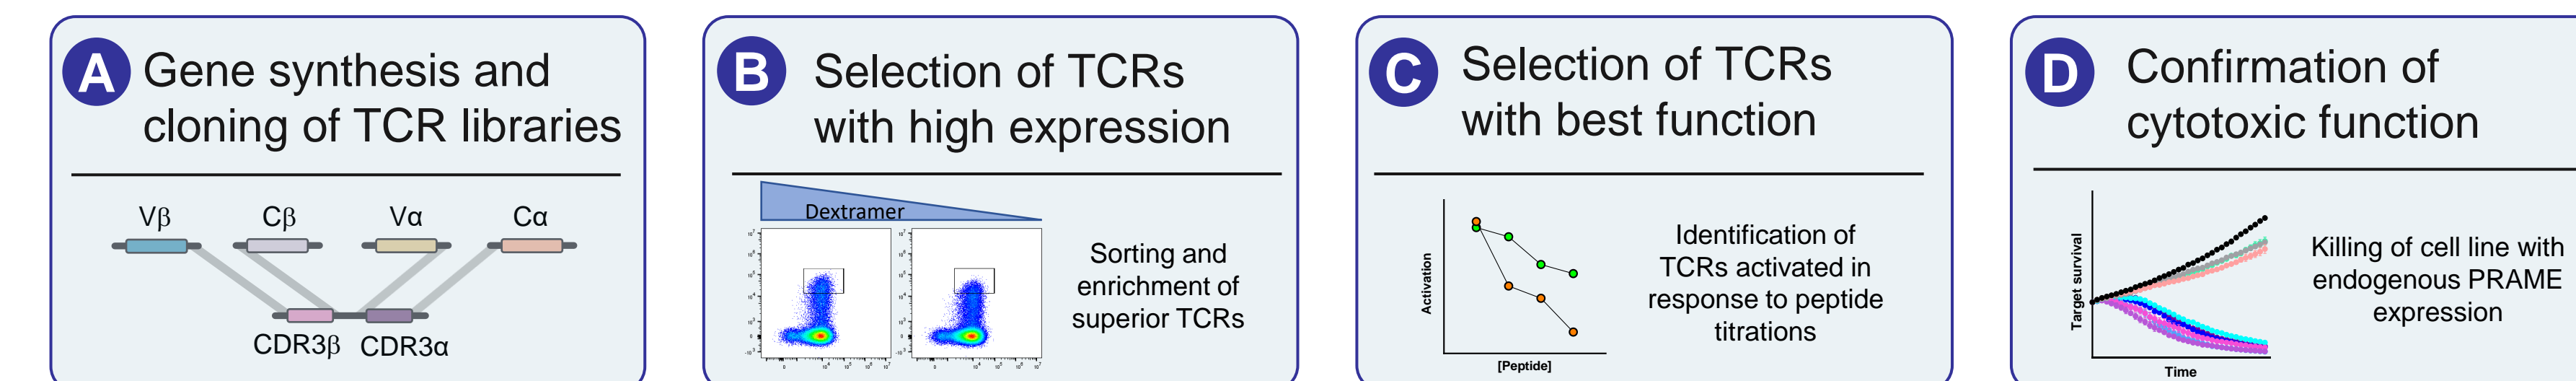 A
Gene synthesis and
cloning of TCR libraries
Vβ Cβ Vα Cα
CDR3β CDR3α
B
Selection of TCRs
with high expression
Dextramer
Sorting and
enrichment of
superior TCRs
C
Selection of TCRs
with best function
Activation
[Peptide]
Identification of
TCRs activated in
response to peptide
titrations
D
Confirmation of
cytotoxic function
Target survival
Time
Killing of cell line with
endogenous PRAME
expression